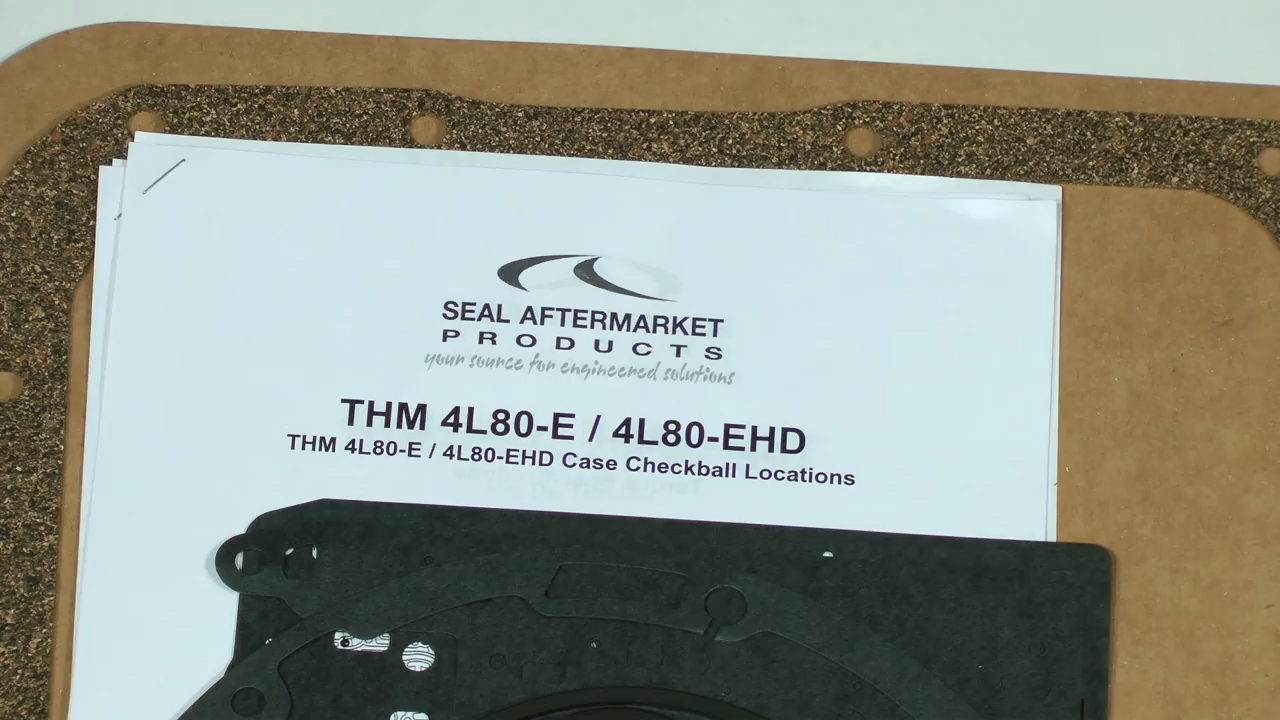 SEAL AFTERMARKET
PRODUCTS
your source for engineered solutions
THM 4L80-E / 4L80-EHD
THM 4L80-E / 4L80-EHD Case Checkball Locations